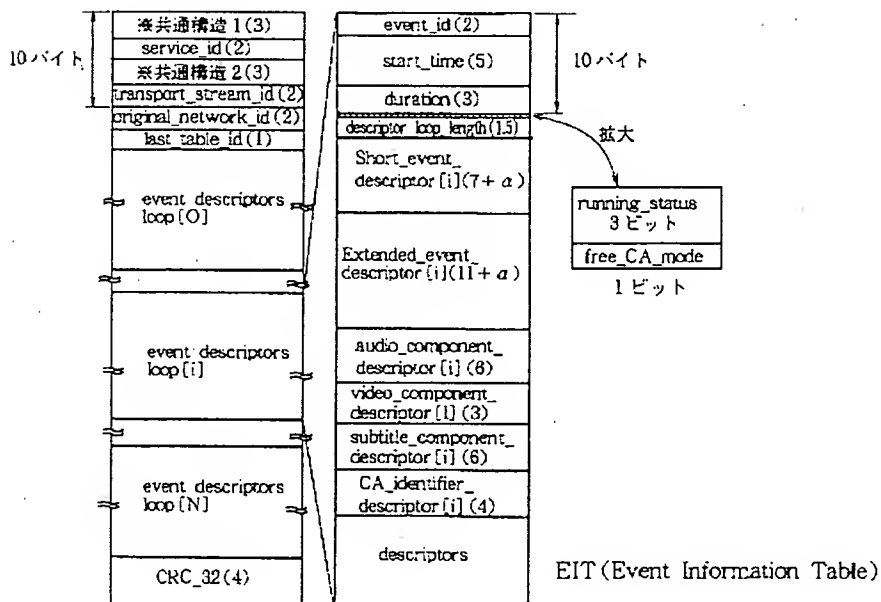 10バイト
※共通構造1(3)
service_id(2)
※共通構造2(3)
transport_stream_id(2)
original_network_id(2)
last_table_id(1)
event descriptors
loop[0]
event descriptors
loop[i]
event descriptors
loop[N]
CRC_32(4)
event_id(2)
start_time(5)
duration(3)
descriptor loop_length(1.5)
Short_event_
descriptor[i](7+α)
Extended_event_
descriptor[i](11+α)
audio_component_
descriptor[i](6)
video_component_
descriptor[i](3)
subtitle_component_
descriptor[i](6)
CA_identifier_
descriptor[i](4)
descriptors
10バイト
拡大
running_status
3ビット
free_CA_mode
1ビット
EIT(Event Information Table)